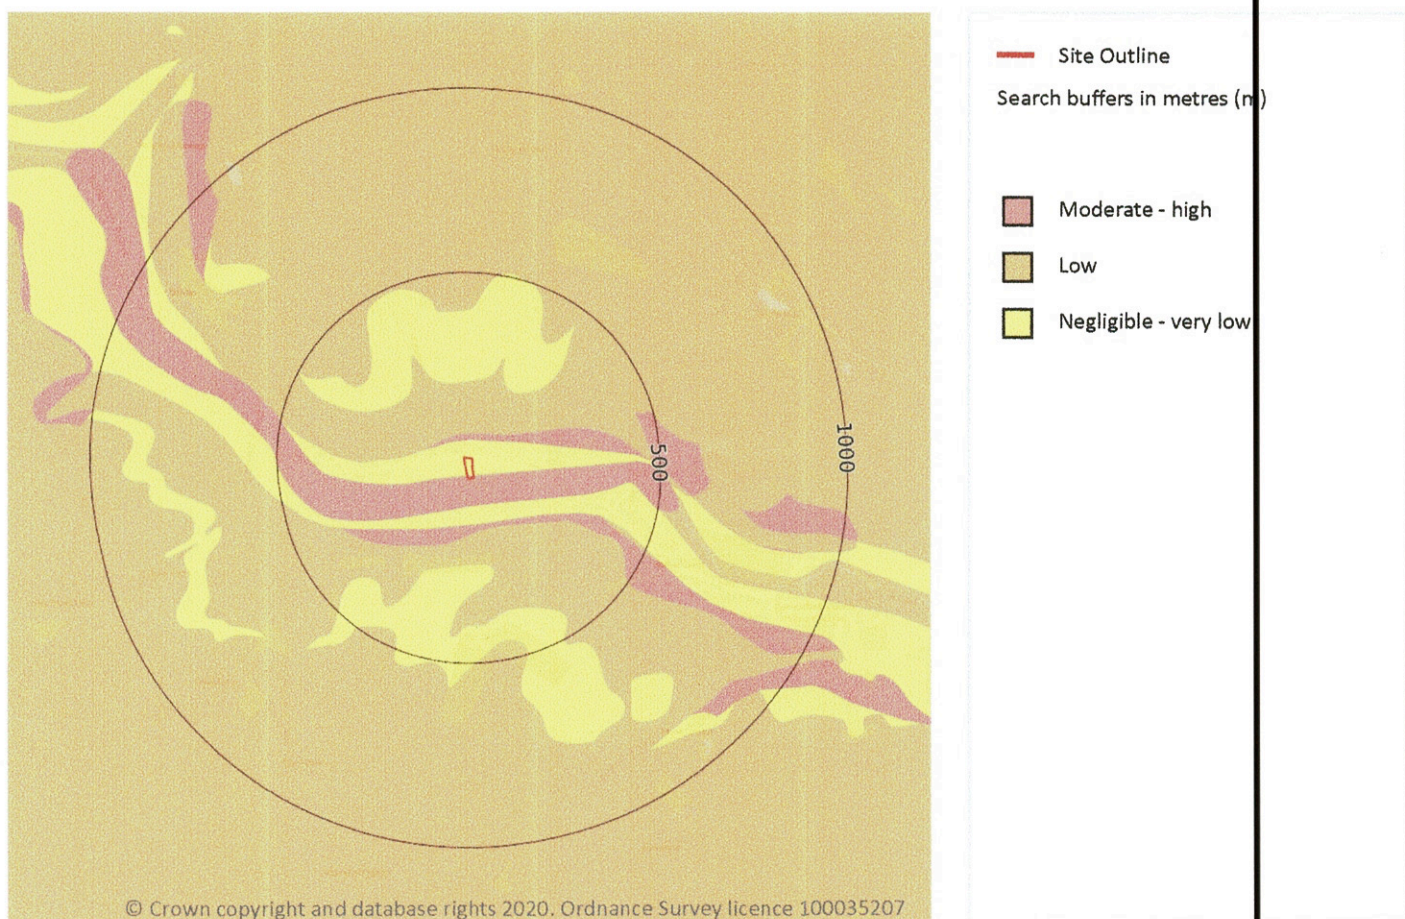 Site Outline
Search buffers in metres (m)
Moderate - high
Low
Negligible - very low
500
1000
© Crown copyright and database rights 2020. Ordnance Survey licence 100035207